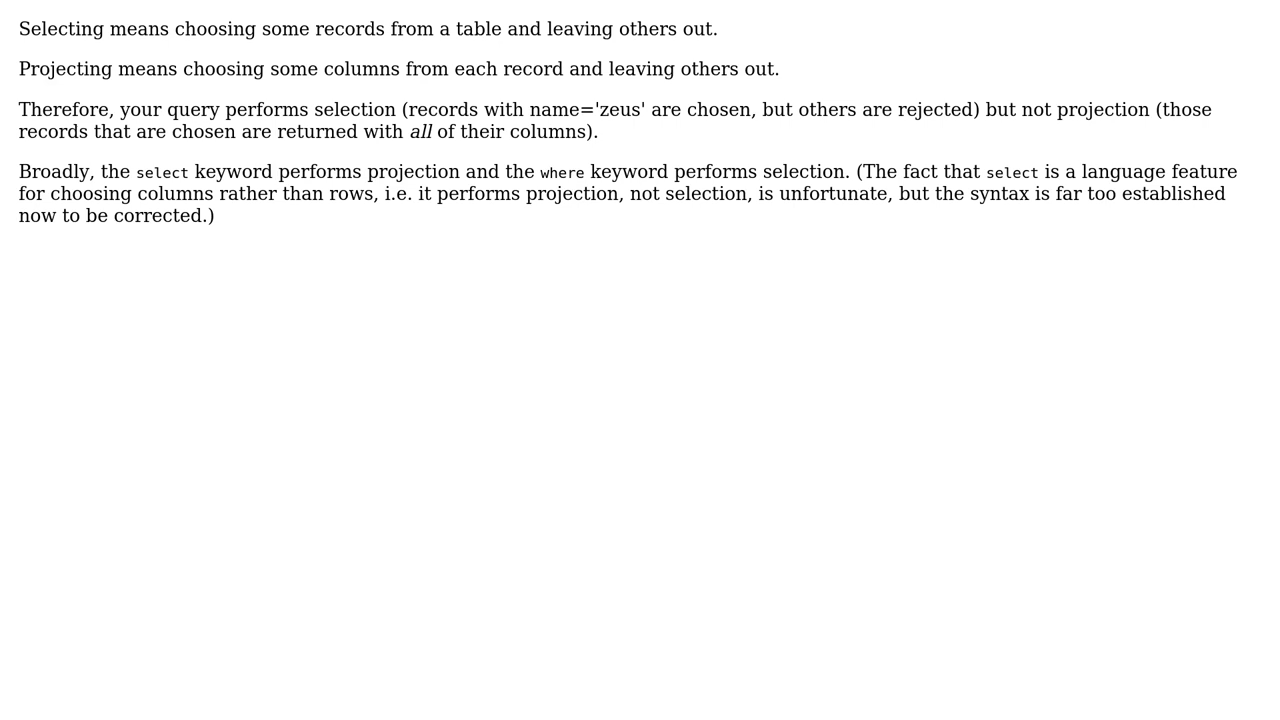 Selecting means choosing some records from a table and leaving others out.
Projecting means choosing some columns from each record and leaving others out.
Therefore, your query performs selection (records with name='zeus' are chosen, but others are rejected) but not projection (those
records that are chosen are returned with all of their columns).
Broadly, the select keyword performs projection and the where keyword performs selection. (The fact that select is a language feature
for choosing columns rather than rows, i.e. it performs projection, not selection, is unfortunate, but the syntax is far too established
now to be corrected.)